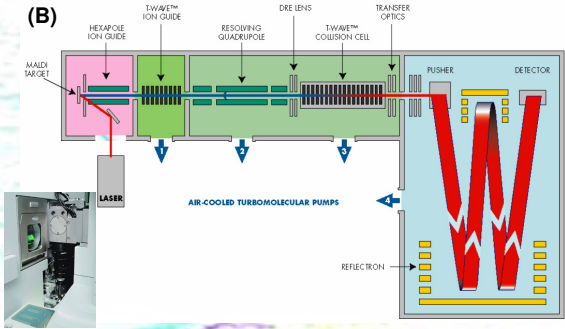 (B)
T-WAVE™
ION GUIDE
HEXAPOLE
ION GUIDE
RESOLVING
QUADRUPOLE
DRE LENS
T-WAVE™
COLLISION CELL
TRANSFER
OPTICS
MALDI
TARGET
PUSHER
DETECTOR
1
2
3
LASER
AIR-COOLED TURBOMOLECULAR PUMPS
4
REFLECTRON